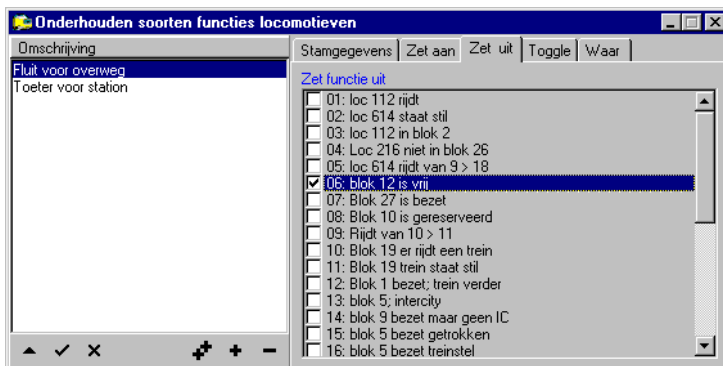 Onderhouden soorten functies locomotieven
Omschrijving
Fluit voor overweg
Toeter voor station
Stamgegevens Zet aan Zet uit Toggle Waar
Zet functie uit
01: loc 112 rijdt
02: loc 614 staat stil
03: loc 112 in blok 2
04: Loc 216 niet in blok 26
05: loc 614 rijdt van 9 > 18
06: blok 12 is vrij
07: Blok 27 is bezet
08: Blok 10 is gereserveerd
09: Rijdt van 10 > 11
10: Blok 19 er rijdt een trein
11: Blok 19 trein staat stil
12: Blok 1 bezet; trein verder
13: blok 5; intercity
14: blok 9 bezet maar geen IC
15: blok 5 bezet getrokken
16: blok 5 bezet treinstel